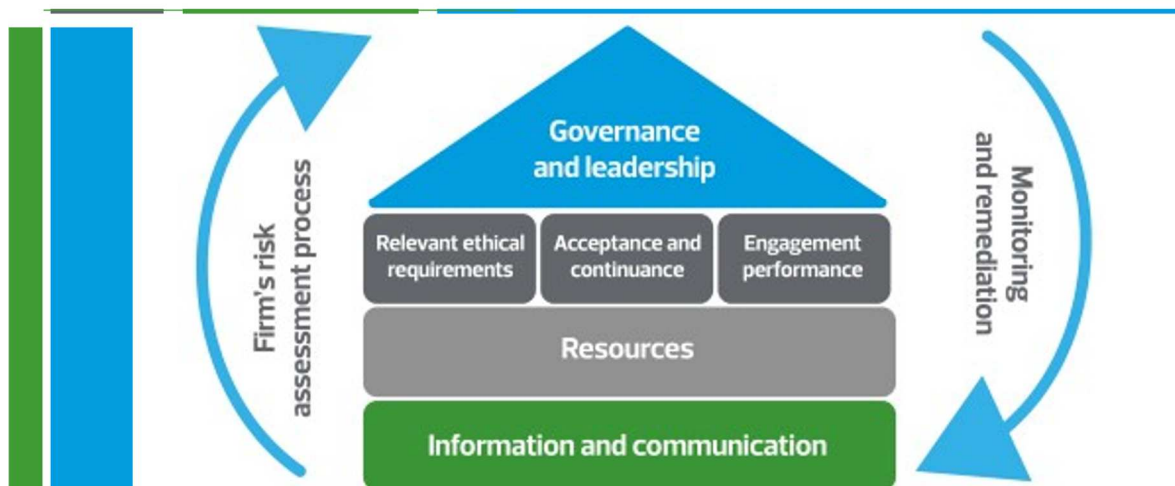 Governance
and leadership
Relevant ethical
requirements
Acceptance and
continuance
Engagement
performance
Resources
Information and communication
Firm's risk
assessment process
Monitoring
and remediation